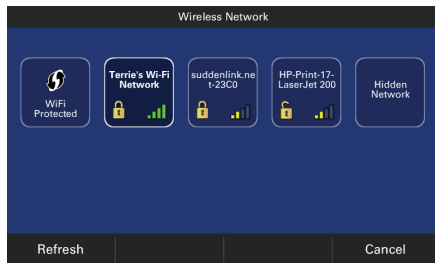 Wireless Network
WiFi
Protected
Terrie's Wi-Fi
Network
suddenlink.ne
t-23C0
HP-Print-17-
LaserJet 200
Hidden
Network
Refresh
Cancel